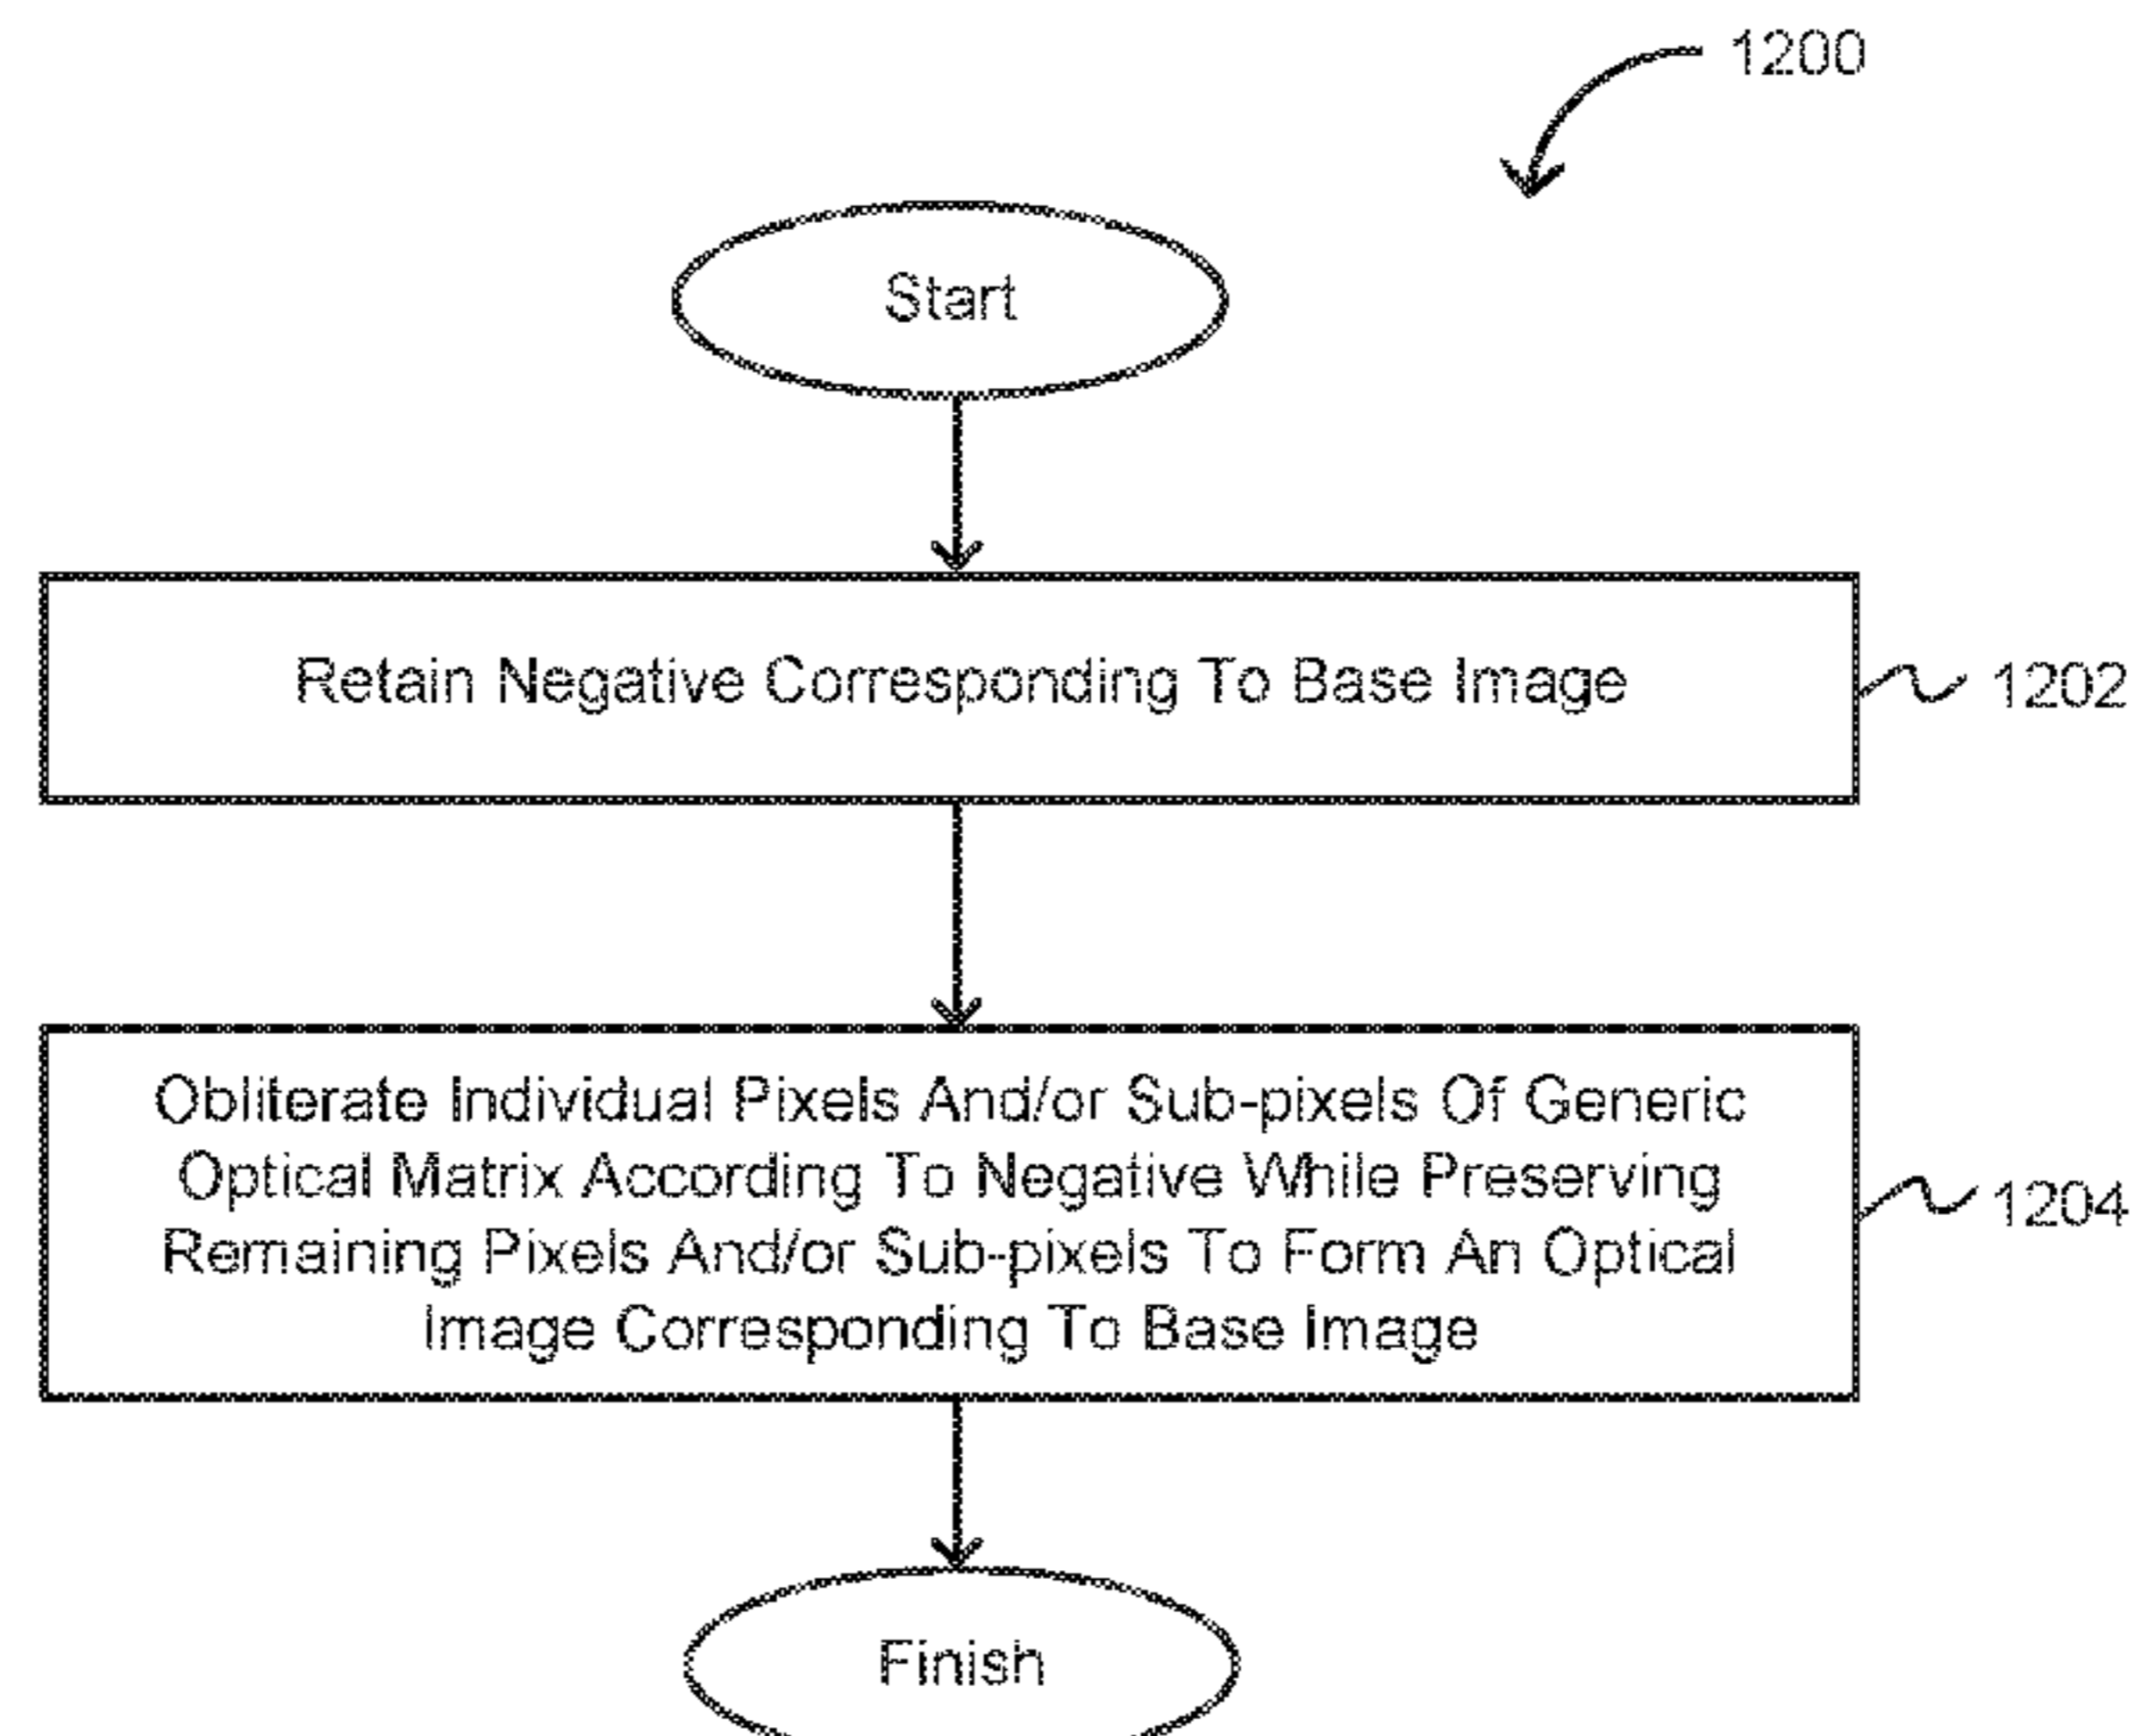 1200
Start
Retain Negative Corresponding To Base Image
1202
Obliterate Individual Pixels And/or Sub-pixels Of Generic
Optical Matrix According To Negative While Preserving
Remaining Pixels And/or Sub-pixels To Form An Optical
Image Corresponding To Base Image
1204
Finish